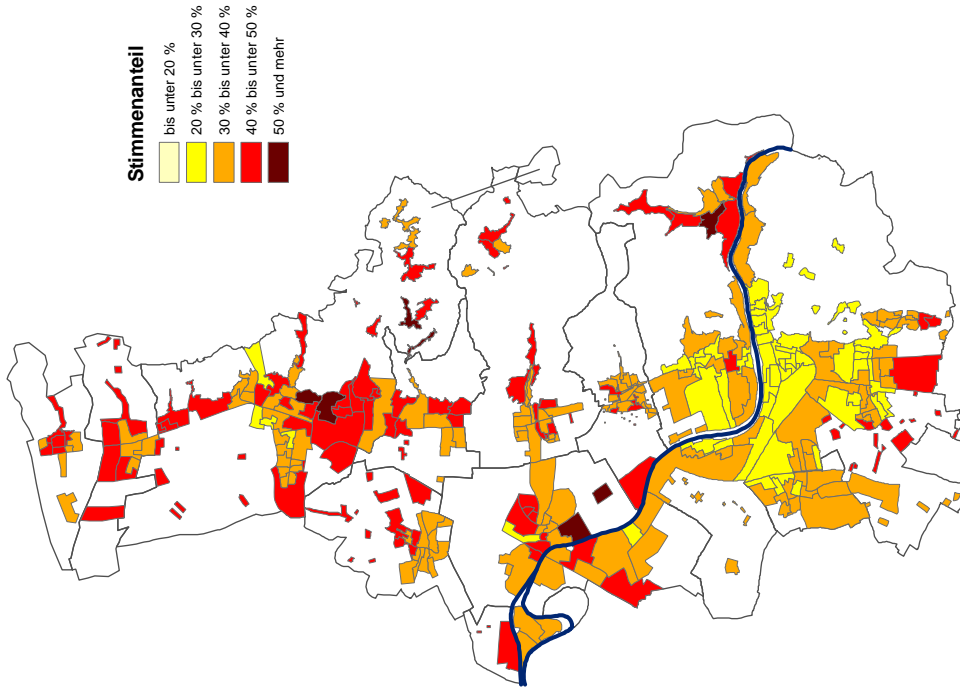 Stimmenanteil
bis unter 20 %
20 % bis unter 30 %
30 % bis unter 40 %
40 % bis unter 50 %
50 % und mehr